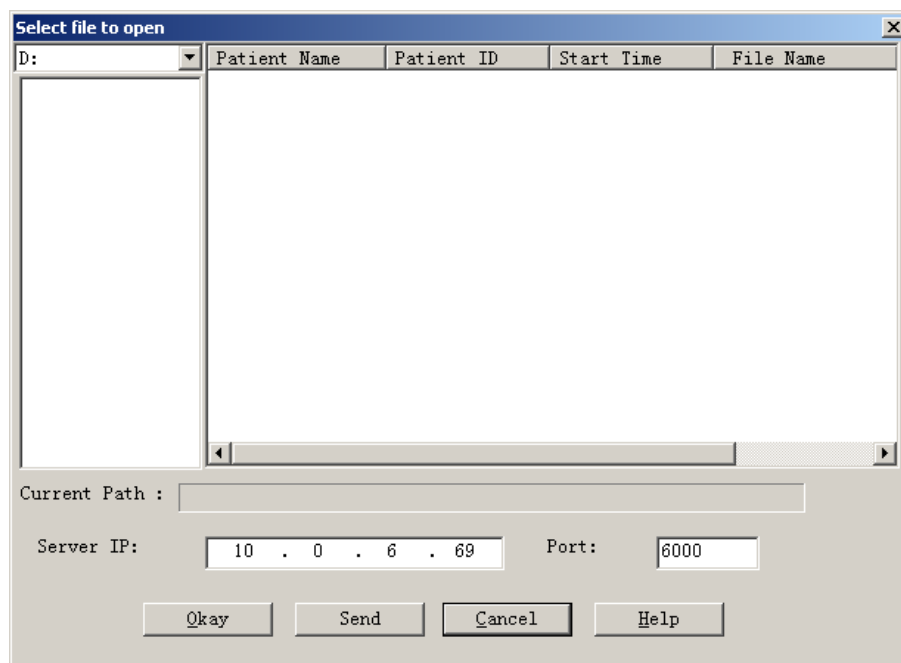 Select file to open
D: Patient Name Patient ID Start Time File Name
Current Path :
Server IP: 10 . 0 . 6 . 69 Port: 6000
Okay Send Cancel Help